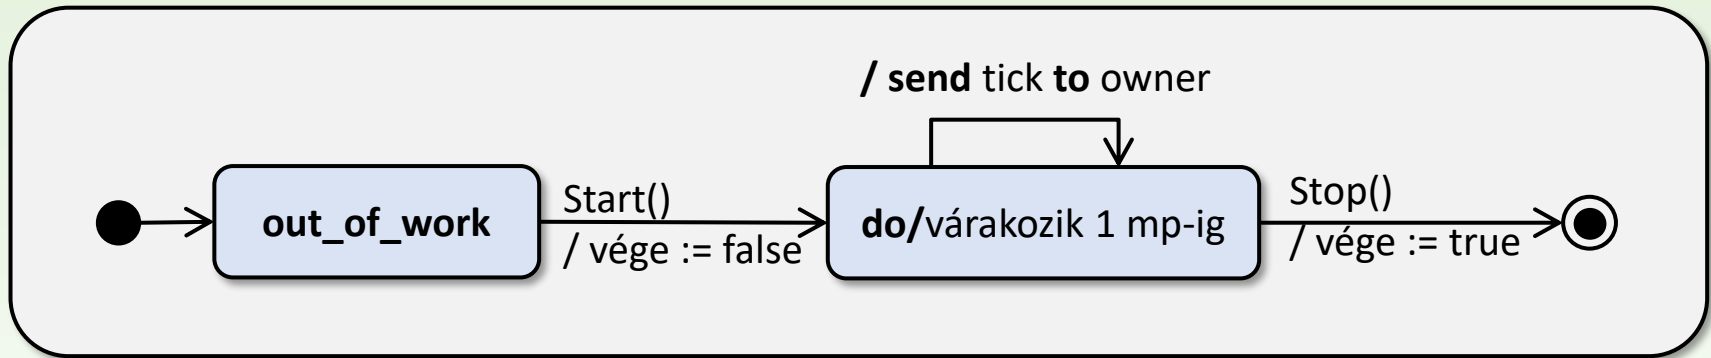 / send tick to owner
out_of_work
Start()
/ vége := false
do/várakozik 1 mp-ig
Stop()
/ vége := true